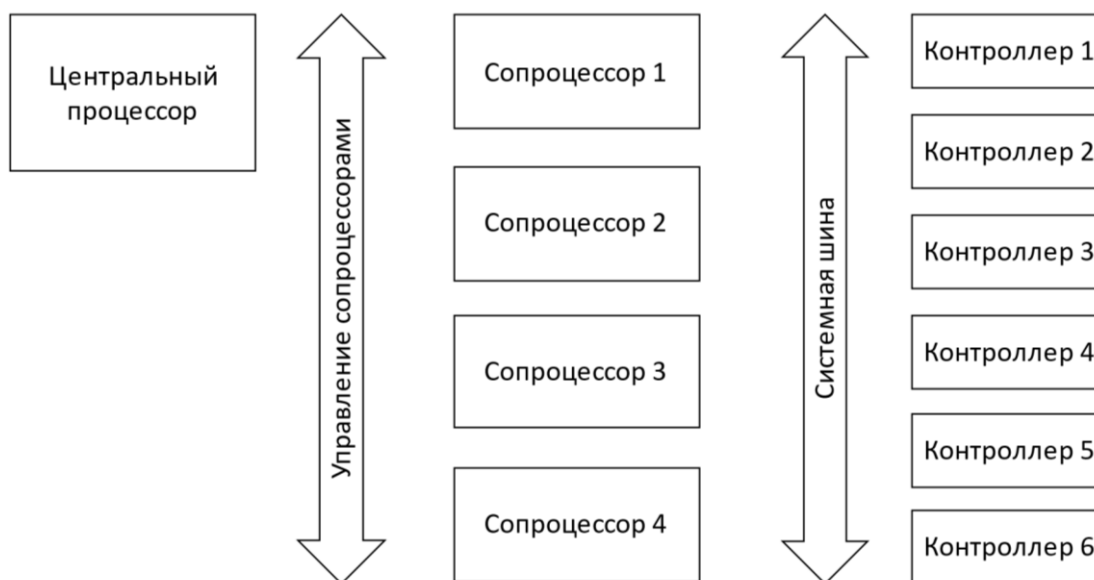 Центральный
процессор
Управление сопроцессорами
Сопроцессор 1
Сопроцессор 2
Сопроцессор 3
Сопроцессор 4
Системная шина
Контроллер 1
Контроллер 2
Контроллер 3
Контроллер 4
Контроллер 5
Контроллер 6